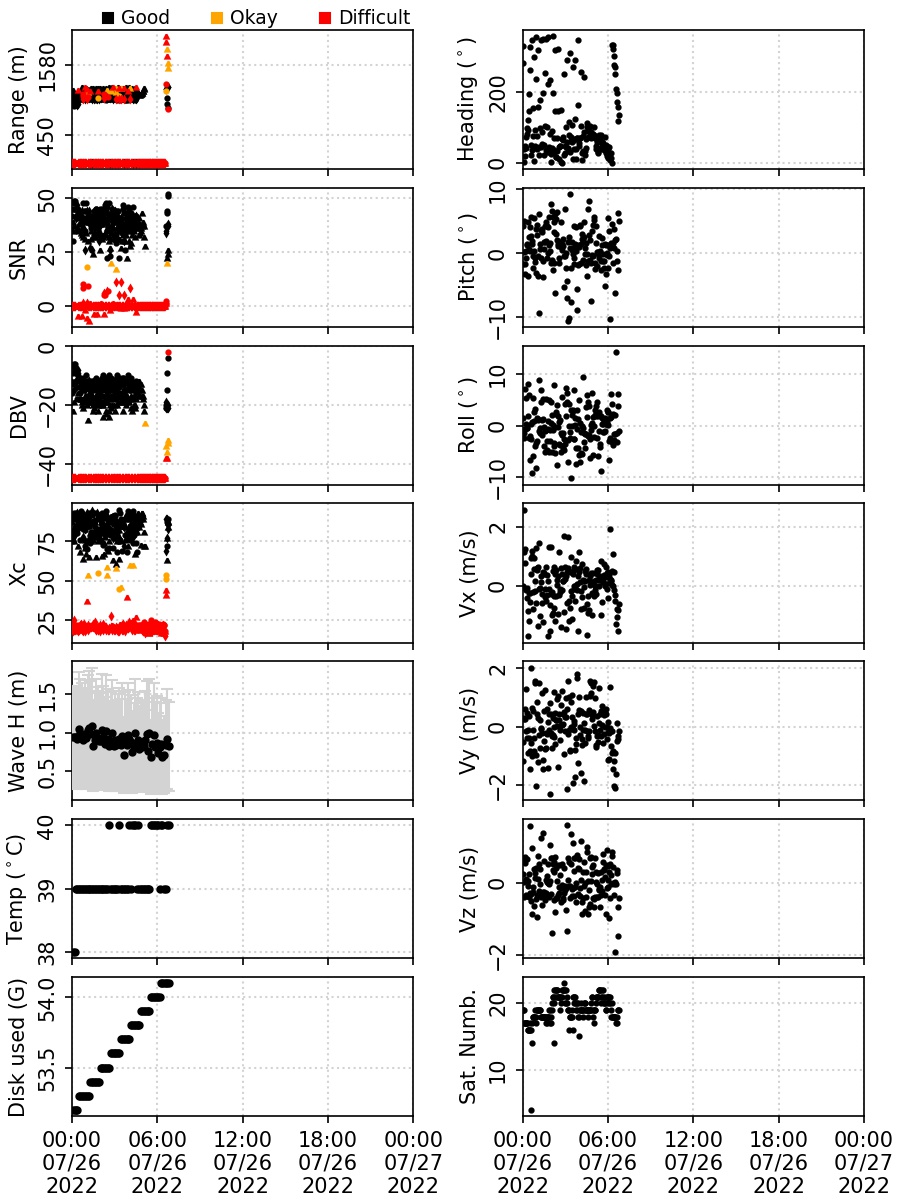 Good Okay Difficult
Range (m)
1580
450
Heading (°)
200
0
SNR
50
25
0
Pitch (°)
10
0
−10
DBV
0
−20
−40
Roll (°)
10
0
−10
Xc
75
50
25
Vx (m/s)
2
0
Wave H (m)
1.5
1.0
0.5
Vy (m/s)
2
0
−2
Temp (°C)
40
39
38
Vz (m/s)
0
−2
Disk used (G)
54.0
53.5
Sat. Numb.
20
10
00:00 06:00 12:00 18:00 00:00
07/26 07/26 07/26 07/26 07/27
2022 2022 2022 2022 2022
00:00 06:00 12:00 18:00 00:00
07/26 07/26 07/26 07/26 07/27
2022 2022 2022 2022 2022